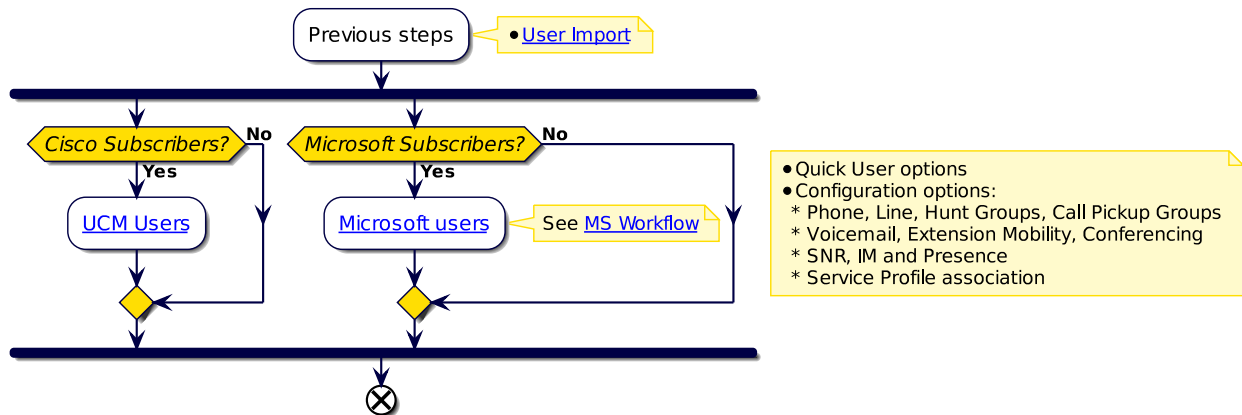 Previous steps
•User Import
Cisco Subscribers?
No
Yes
UCM Users
Microsoft Subscribers?
No
Yes
Microsoft users
See MS Workflow
•Quick User options
•Configuration options:
* Phone, Line, Hunt Groups, Call Pickup Groups
* Voicemail, Extension Mobility, Conferencing
* SNR, IM and Presence
* Service Profile association